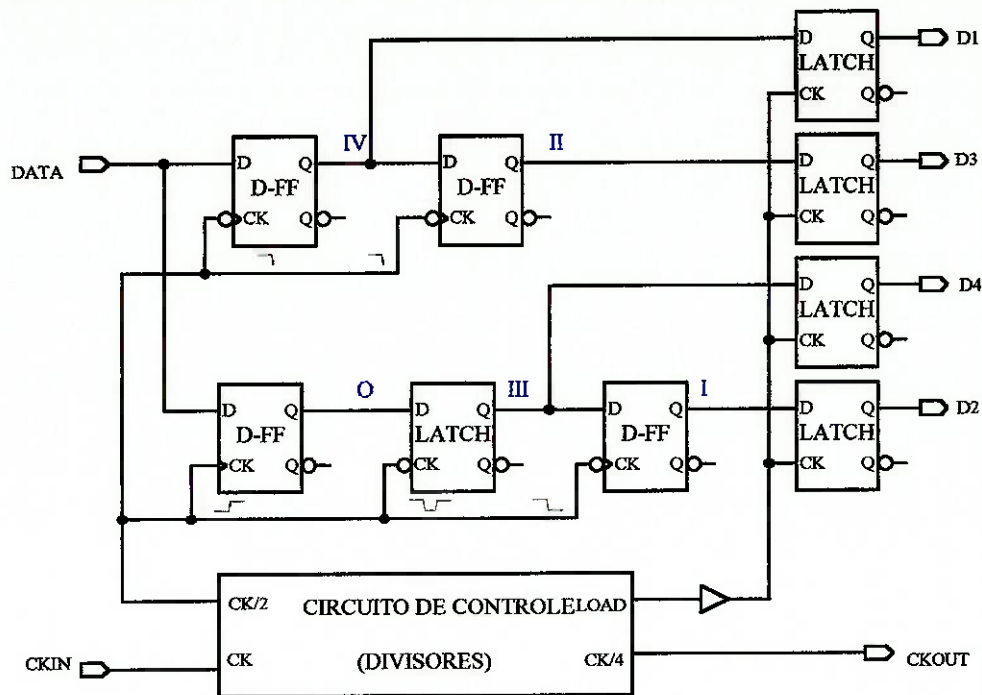 D Q
LATCH
CK Q
D1
DATA
D Q
D-FF
CK Q
IV
D Q
D-FF
CK Q
II
D Q
LATCH
CK Q
D3
D Q
LATCH
CK Q
D4
D Q
D-FF
CK Q
O
D Q
LATCH
CK Q
III
D Q
D-FF
CK Q
I
D Q
LATCH
CK Q
D2
CK/2
CIRCUITO DE CONTROLE
LOAD
CKIN
CK
(DIVISORES)
CK/4
CKOUT